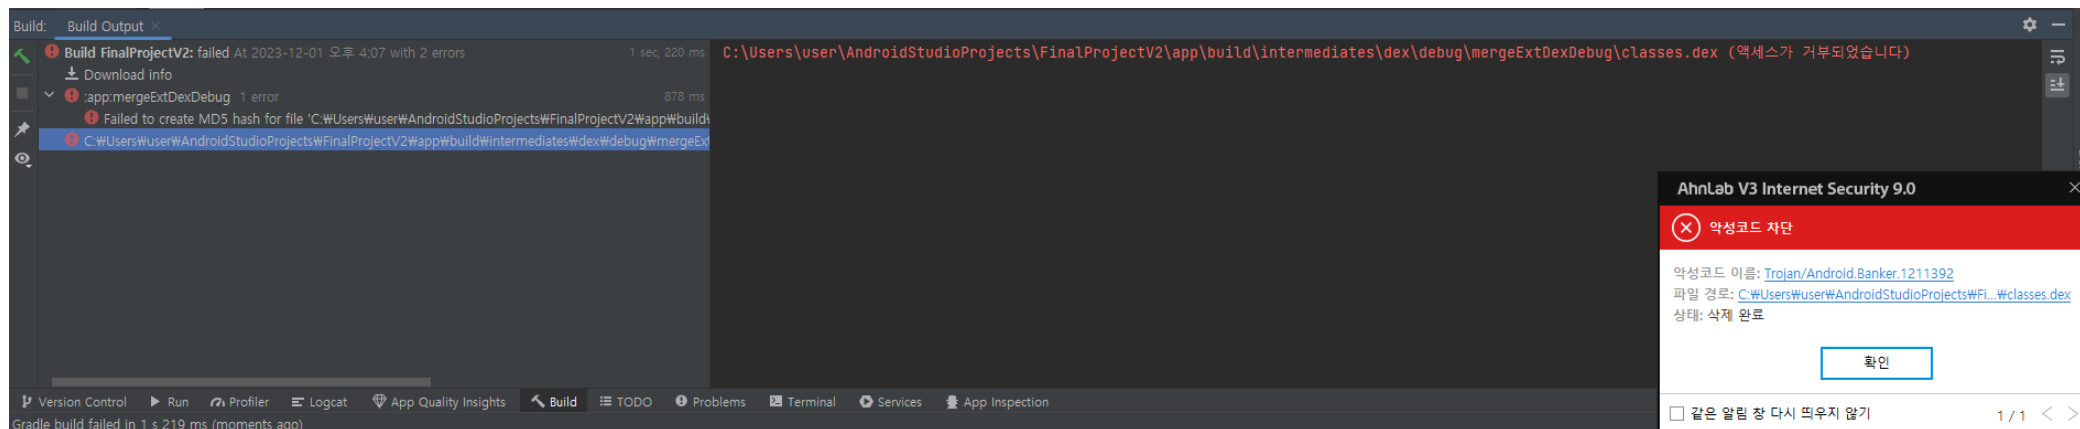 Build: Build Output
Build FinalProjectV2: failed At 2023-12-01 오후 4:07 with 2 errors 1 sec, 220 ms
Download info
:app:mergeExtDexDebug 1 error 878 ms
Failed to create MD5 hash for file 'C:₩Users₩user₩AndroidStudioProjects₩FinalProjectV2₩app₩build₩
C:₩Users₩user₩AndroidStudioProjects₩FinalProjectV2₩app₩build₩intermediates₩dex₩debug₩mergeEx
C:\Users\user\AndroidStudioProjects\FinalProjectV2\app\build\intermediates\dex\debug\mergeExtDexDebug\classes.dex (액세스가 거부되었습니다)
AhnLab V3 Internet Security 9.0
악성코드 차단
악성코드 이름: Trojan/Android.Banker.1211392
파일 경로: C:₩Users₩user₩AndroidStudioProjects₩Fi...₩classes.dex
상태: 삭제 완료
확인
같은 알림 창 다시 띄우지 않기 1 / 1
Version Control Run Profiler Logcat App Quality Insights Build TODO Problems Terminal Services App Inspection
Gradle build failed in 1 s 219 ms (moments ago)